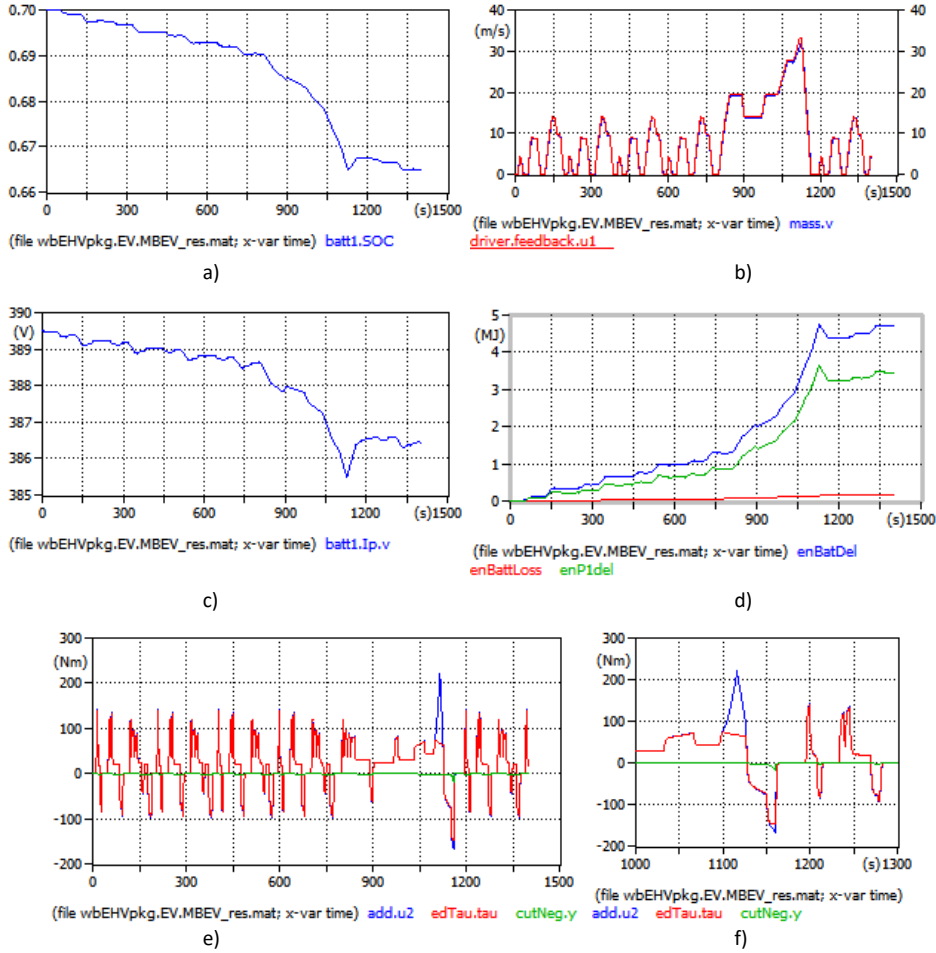 0.70
0.69
0.68
0.67
0.66
0 300 600 900 1200 (s)1500
(file wbEHVpkg.EV.MBEV_res.mat; x-var time) batt1.SOC
a)
40 40
(m/s)
30 30
20 20
10 10
0 0
0 300 600 900 1200 (s)1500
(file wbEHVpkg.EV.MBEV_res.mat; x-var time) mass.v
driver.feedback.u1
b)
390
(V)
389
388
387
386
385
0 300 600 900 1200 (s)1500
(file wbEHVpkg.EV.MBEV_res.mat; x-var time) batt1.Ip.v
c)
5
(MJ)
4
3
2
1
0
0 300 600 900 1200 (s)1500
(file wbEHVpkg.EV.MBEV_res.mat; x-var time) enBatDel
enBattLoss enP1del
d)
300
(Nm)
200
100
0
-100
-200
0 300 600 900 1200 (s) 1500
(file wbEHVpkg.EV.MBEV_res.mat; x-var time) add.u2 edTau.tau cutNeg.y
e)
300
(Nm)
200
100
0
-100
-200
1000 1100 1200 (s) 1300
(file wbEHVpkg.EV.MBEV_res.mat; x-var time)
add.u2 edTau.tau cutNeg.y
f)